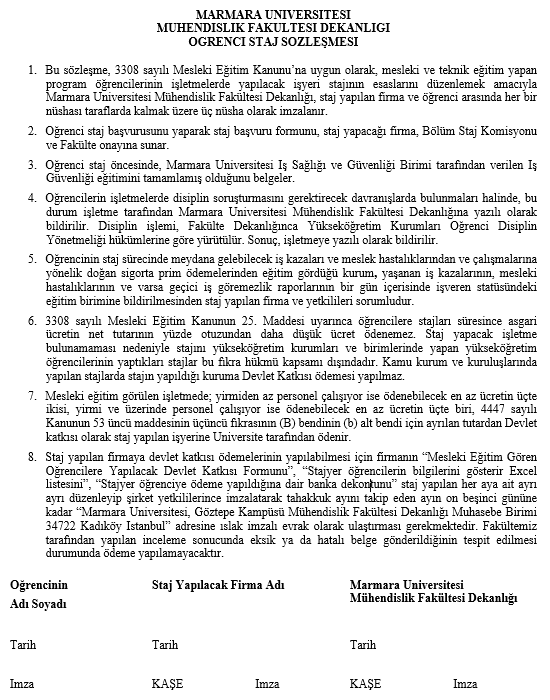 MARMARA UNIVERSITESI
MUHENDISLIK FAKULTESI DEKANLIGI
OGRENCI STAJ SOZLEŞMESI
1. Bu sözleşme, 3308 sayılı Mesleki Eğitim Kanunu’na uygun olarak, mesleki ve teknik eğitim yapan
program öğrencilerinin işletmelerde yapılacak işyeri stajının esaslarını düzenlemek amacıyla
Marmara Universitesi Mühendislik Fakültesi Dekanlığı, staj yapılan firma ve öğrenci arasında her bir
nüshası taraflarda kalmak üzere üç nüsha olarak imzalanır.
2. Oğrenci staj başvurusunu yaparak staj başvuru formunu, staj yapacağı firma, Bölüm Staj Komisyonu
ve Fakülte onayına sunar.
3. Oğrenci staj öncesinde, Marmara Universitesi Iş Sağlığı ve Güvenliği Birimi tarafından verilen Iş
Güvenliği eğitimini tamamlamış olduğunu belgeler.
4. Oğrencilerin işletmelerde disiplin soruşturmasını gerektirecek davranışlarda bulunmaları halinde, bu
durum işletme tarafından Marmara Universitesi Mühendislik Fakültesi Dekanlığına yazılı olarak
bildirilir. Disiplin işlemi, Fakülte Dekanlığınca Yükseköğretim Kurumları Oğrenci Disiplin
Yönetmeliği hükümlerine göre yürütülür. Sonuç, işletmeye yazılı olarak bildirilir.
5. Oğrencinin staj sürecinde meydana gelebilecek iş kazaları ve meslek hastalıklarından ve çalışmalarına
yönelik doğan sigorta prim ödemelerinden eğitim gördüğü kurum, yaşanan iş kazalarının, mesleki
hastalıklarının ve varsa geçici iş göremezlik raporlarının bir gün içerisinde işveren statüsündeki
eğitim birimine bildirilmesinden staj yapılan firma ve yetkilileri sorumludur.
6. 3308 sayılı Mesleki Eğitim Kanunun 25. Maddesi uyarınca öğrencilere stajları süresince asgari
ücretin net tutarının yüzde otuzundan daha düşük ücret ödenemez. Staj yapacak işletme
bulunamaması nedeniyle stajını yükseköğretim kurumları ve birimlerinde yapan yükseköğretim
öğrencilerinin yaptıkları stajlar bu fikra hükmü kapsamı dışındadır. Kamu kurum ve kuruluşlarında
yapılan stajlarda stajın yapıldığı kuruma Devlet Katkısı ödemesi yapılmaz.
7. Mesleki eğitim görülen işletmede; yirmiden az personel çalışıyor ise ödenebilecek en az ücretin üçte
ikisi, yirmi ve üzerinde personel çalışıyor ise ödenebilecek en az ücretin üçte biri, 4447 sayılı
Kanunun 53 üncü maddesinin üçüncü fıkrasının (B) bendinin (b) alt bendi için ayrılan tutardan Devlet
katkısı olarak staj yapılan işyerine Universite tarafından ödenir.
8. Staj yapılan firmaya devlet katkısı ödemelerinin yapılabilmesi için firmanın “Mesleki Eğitim Gören
Oğrencilere Yapılacak Devlet Katkısı Formunu”, “Stajyer öğrencilerin bilgilerini gösterir Excel
listesini”, “Stajyer öğrenciye ödeme yapıldığına dair banka dekontunu” staj yapılan her aya ait ayrı
ayrı düzenleyip şirket yetkililerince imzalatarak tahakkuk ayını takip eden ayın on beşinci gününe
kadar “Marmara Universitesi, Göztepe Kampüsü Mühendislik Fakültesi Dekanlığı Muhasebe Birimi
34722 Kadıköy Istanbul” adresine ıslak imzalı evrak olarak ulaştırması gerekmektedir. Fakültemiz
tarafından yapılan inceleme sonucunda eksik ya da hatalı belge gönderildiğinin tespit edilmesi
durumunda ödeme yapılamayacaktır.
Oğrencinin Staj Yapılacak Firma Adı Marmara Universitesi
Adı Soyadı Mühendislik Fakültesi Dekanlığı
Tarih Tarih Tarih
Imza KAŞE Imza KAŞE Imza